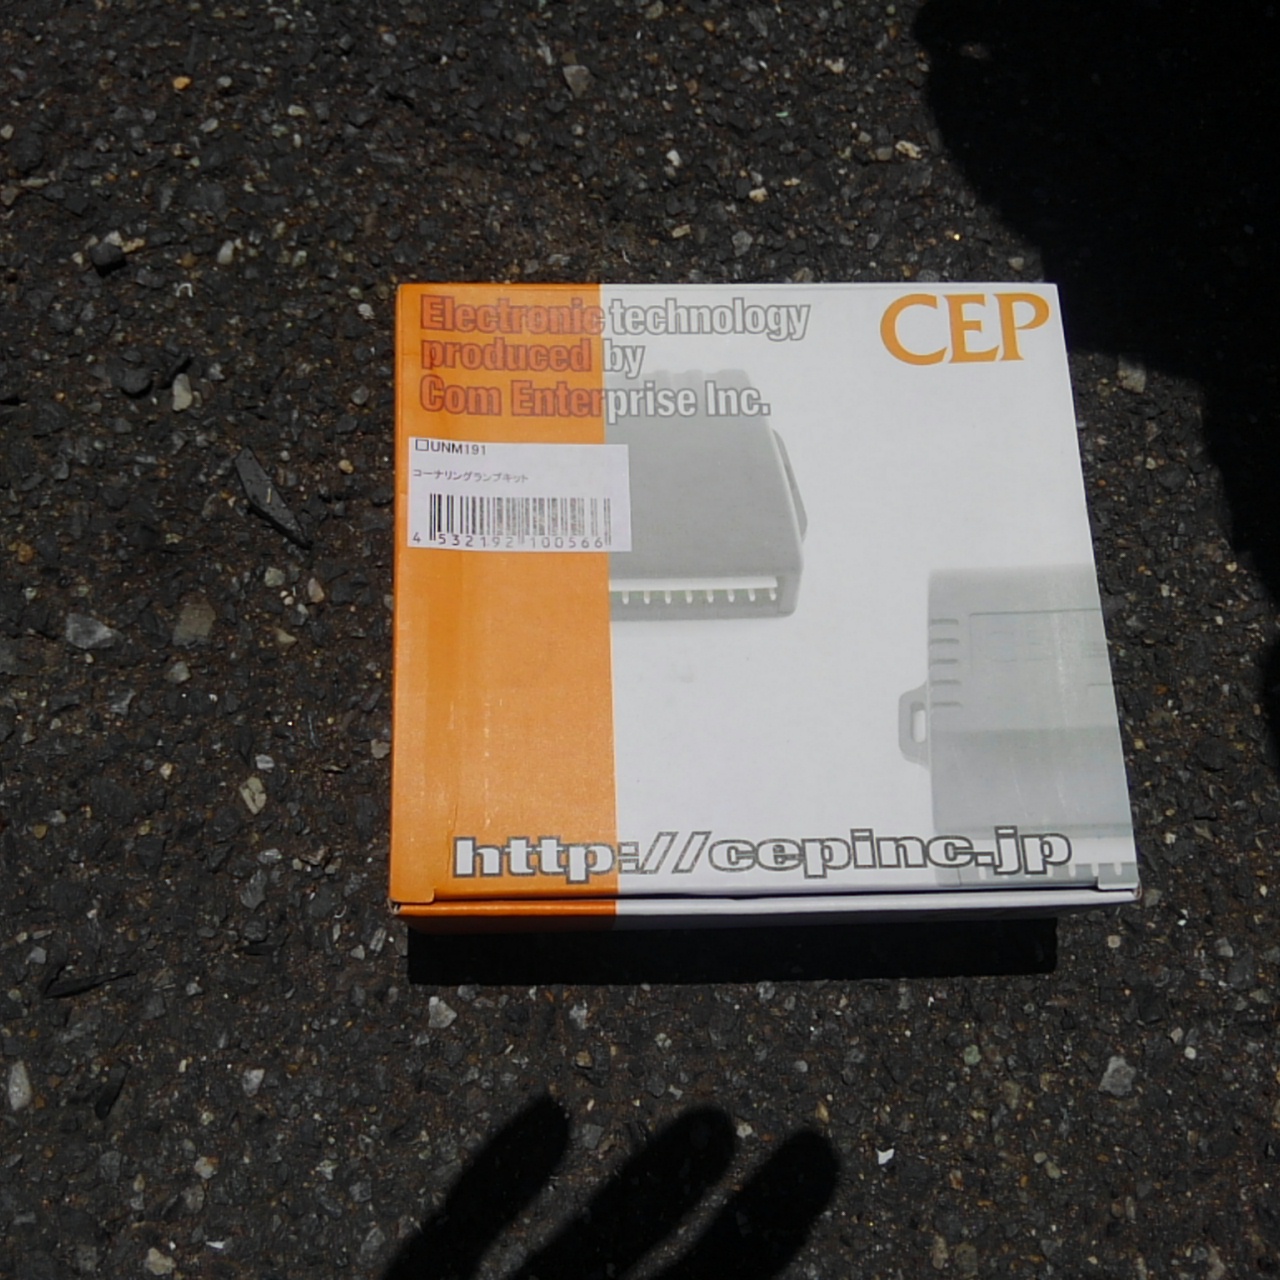 Electronic technology
produced by
Com Enterprise Inc.
CEP
□UNM191
コーナリングランプキット
4 532192 100566
http://cepinc.jp